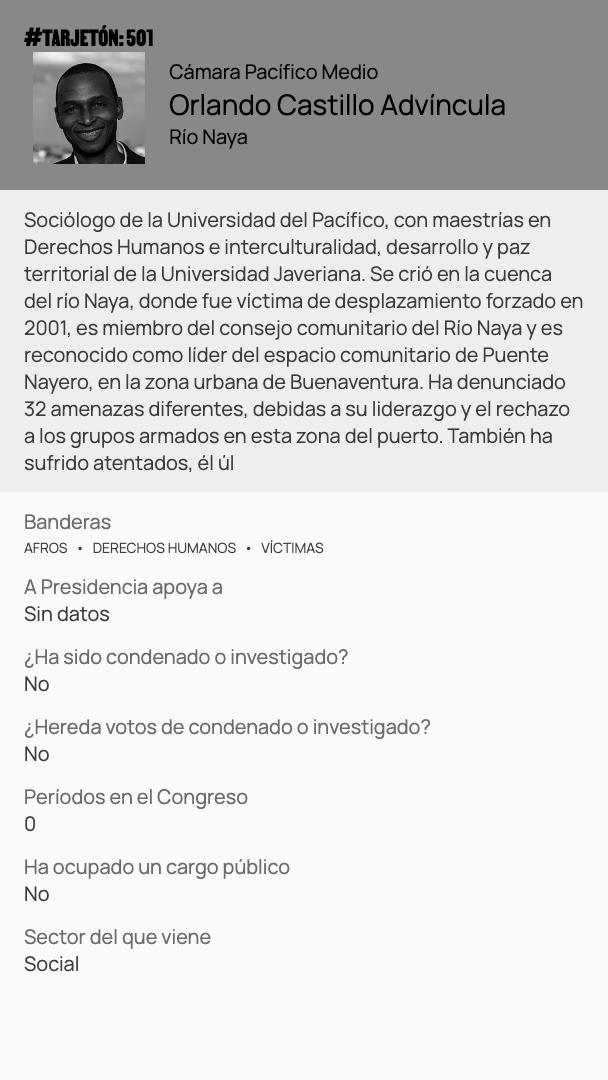 #TARJETÓN: 501
Cámara Pacífico Medio
Orlando Castillo Advíncula
Río Naya
Sociólogo de la Universidad del Pacífico, con maestrías en
Derechos Humanos e interculturalidad, desarrollo y paz
territorial de la Universidad Javeriana. Se crió en la cuenca
del río Naya, donde fue víctima de desplazamiento forzado en
2001, es miembro del consejo comunitario del Río Naya y es
reconocido como líder del espacio comunitario de Puente
Nayero, en la zona urbana de Buenaventura. Ha denunciado
32 amenazas diferentes, debidas a su liderazgo y el rechazo
a los grupos armados en esta zona del puerto. También ha
sufrido atentados, él úl
Banderas
AFROS • DERECHOS HUMANOS • VÍCTIMAS
A Presidencia apoya a
Sin datos
¿Ha sido condenado o investigado?
No
¿Hereda votos de condenado o investigado?
No
Períodos en el Congreso
0
Ha ocupado un cargo público
No
Sector del que viene
Social